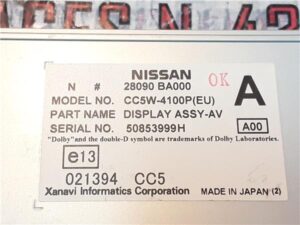 ACES N 42
NISSAN
N # 28090 BA000 OK
MODEL NO. CC5W-4100P(EU) A
PART NAME DISPLAY ASSY-AV
SERIAL NO. 50853999H A00
"Dolby" and the double-D symbol are trademarks of Dolby Laboratories.
e13
021394 CC5
Xanavi Informatics Corporation MADE IN JAPAN (2)